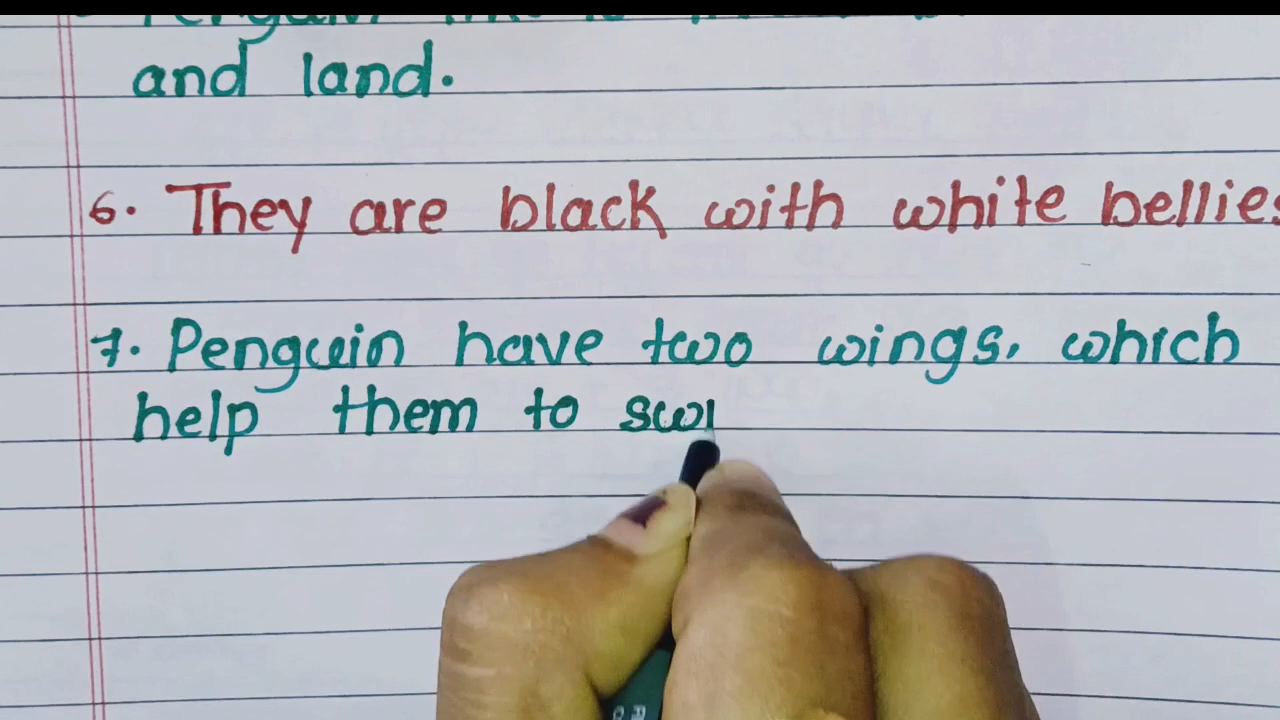 Penguin
and land.
6. They are black with white bellies
7. Penguin have two wings, which
help them to swi